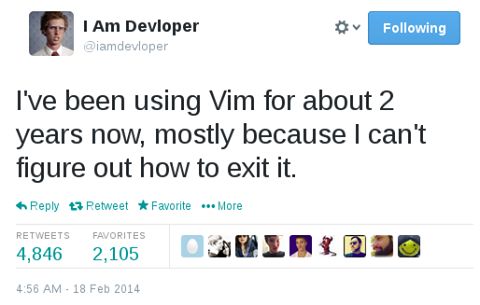 I Am Devloper
@iamdevloper
Following
I've been using Vim for about 2
years now, mostly because I can't
figure out how to exit it.
Reply Retweet Favorite More
RETWEETS FAVORITES
4,846 2,105
4:56 AM - 18 Feb 2014